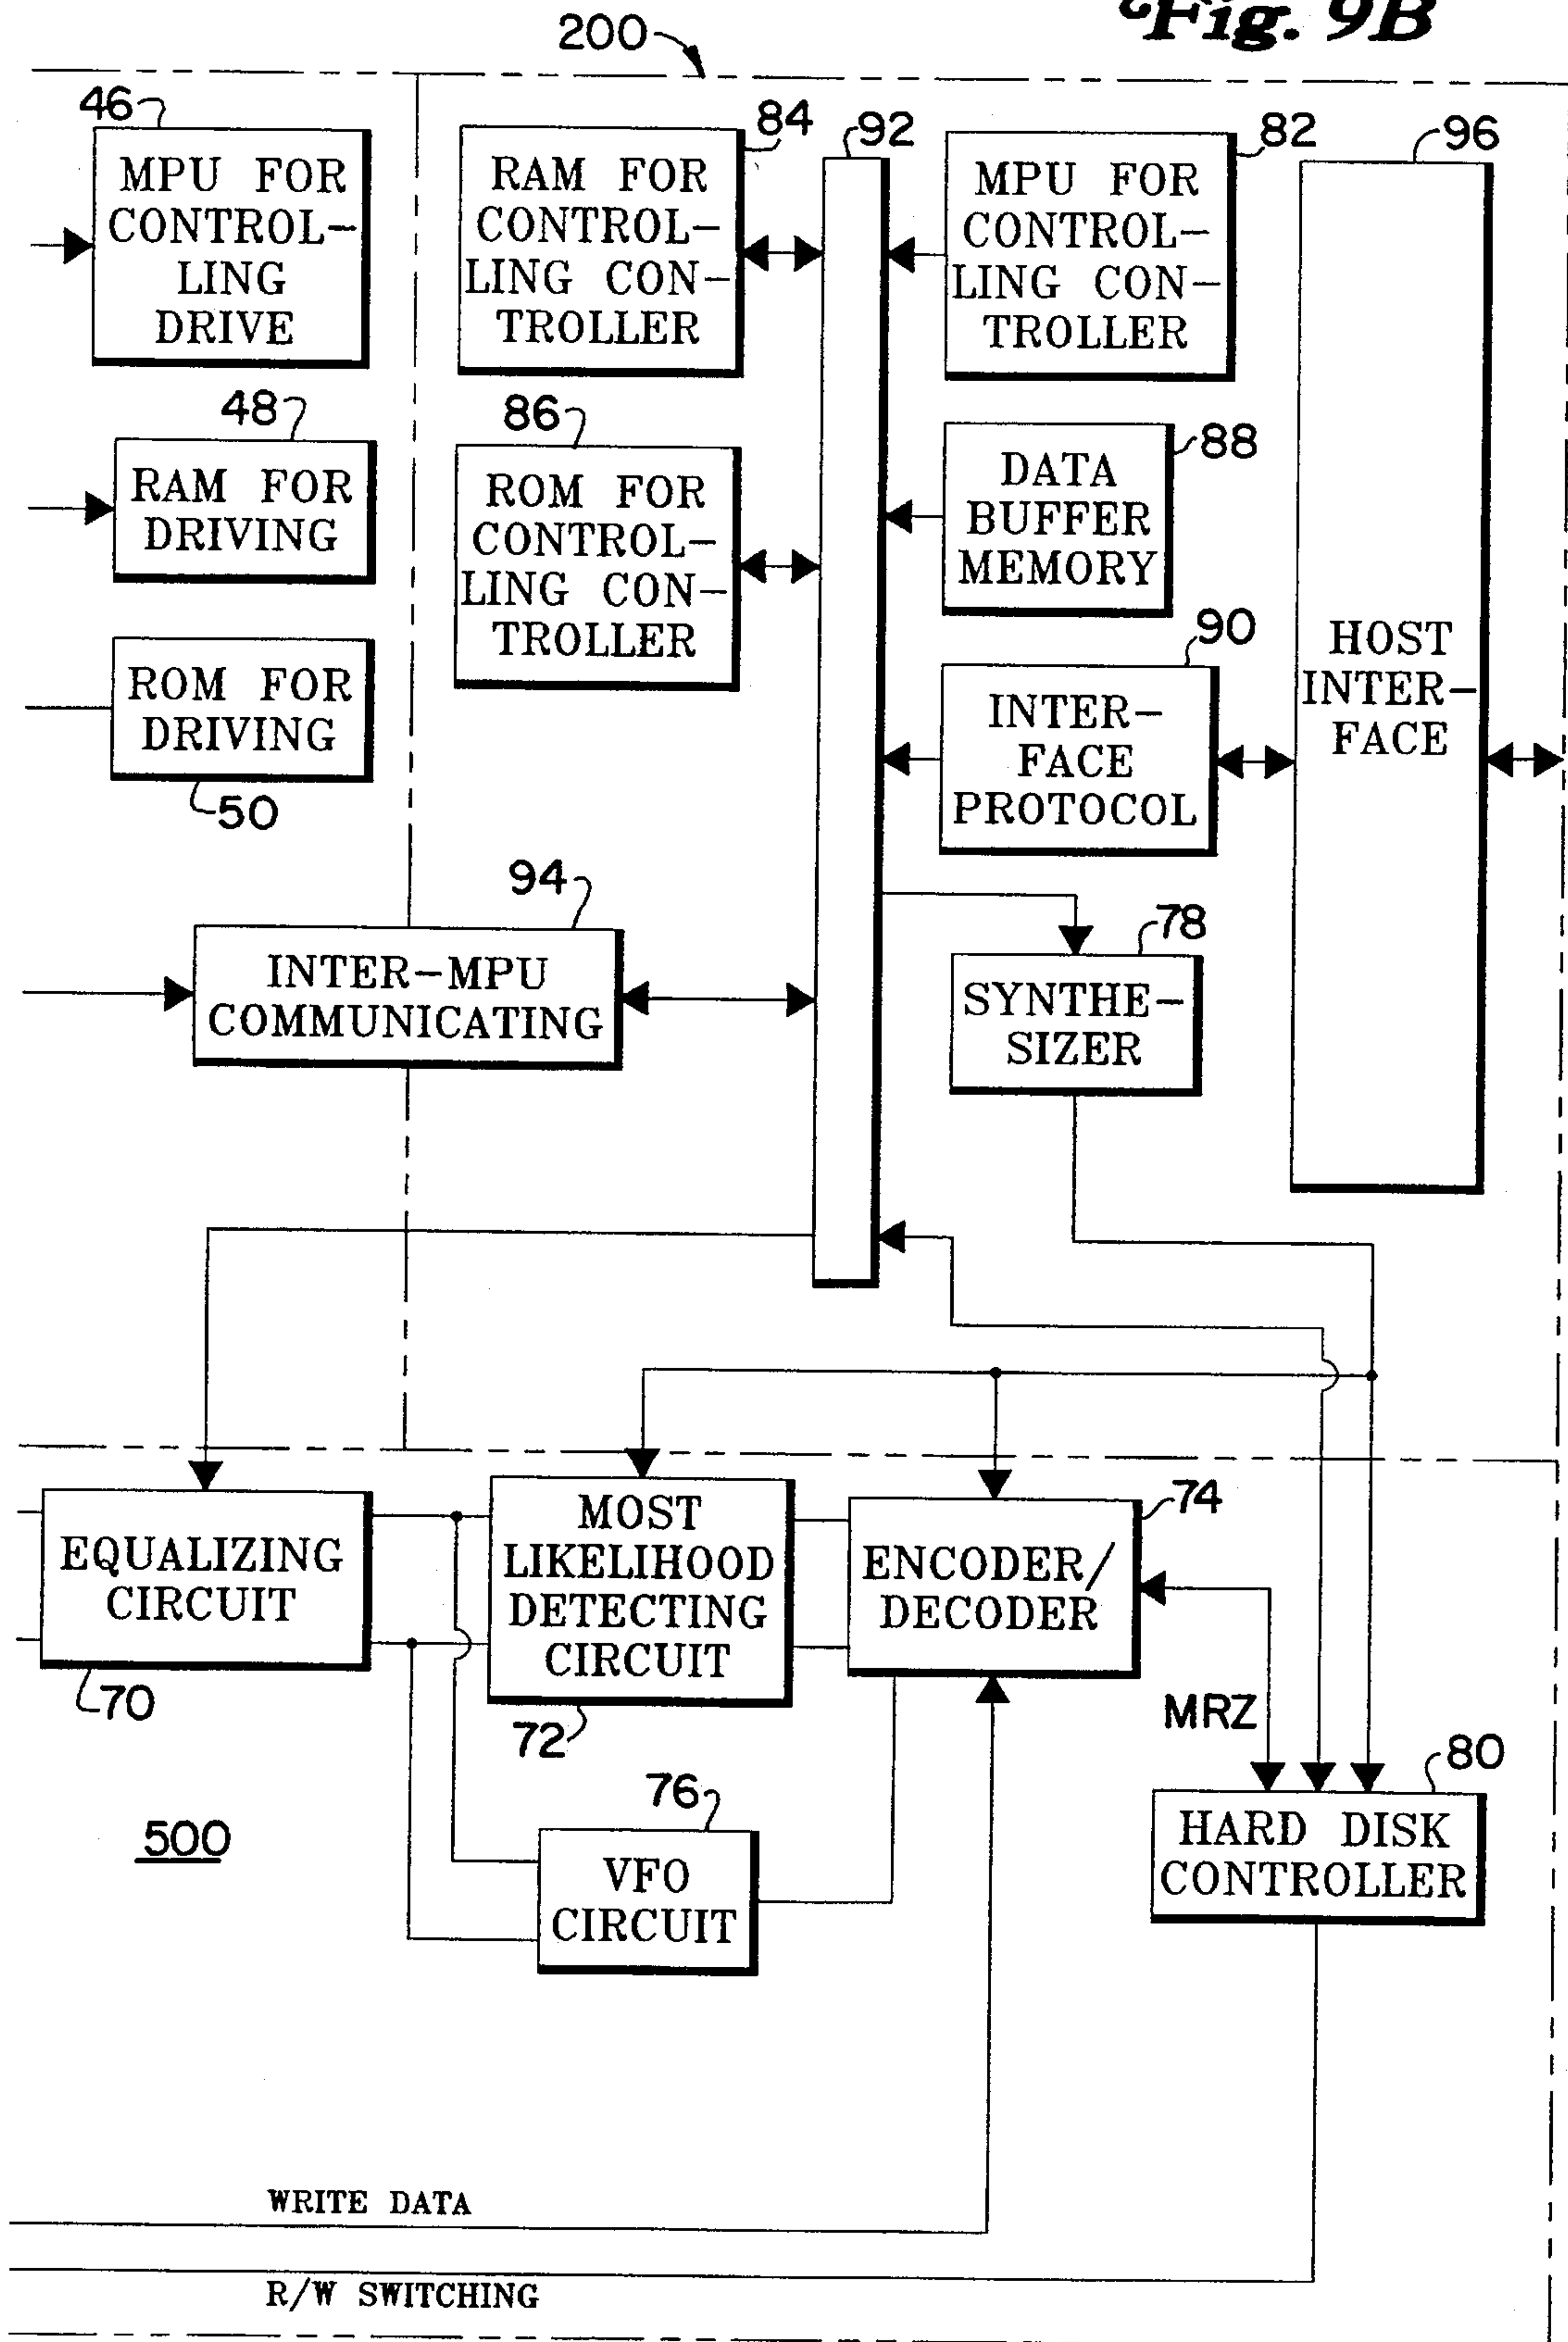 Fig. 9B
200
46
MPU FOR
CONTROL-
LING
DRIVE
84
RAM FOR
CONTROL-
LING CON-
TROLLER
92
82
MPU FOR
CONTROL-
LING CON-
TROLLER
96
HOST
INTER-
FACE
48
RAM FOR
DRIVING
86
ROM FOR
CONTROL-
LING CON-
TROLLER
88
DATA
BUFFER
MEMORY
ROM FOR
DRIVING
50
90
INTER-
FACE
PROTOCOL
94
INTER-MPU
COMMUNICATING
78
SYNTHE-
SIZER
EQUALIZING
CIRCUIT
70
MOST
LIKELIHOOD
DETECTING
CIRCUIT
72
74
ENCODER/
DECODER
MRZ
80
HARD DISK
CONTROLLER
76
VFO
CIRCUIT
500
WRITE DATA
R/W SWITCHING